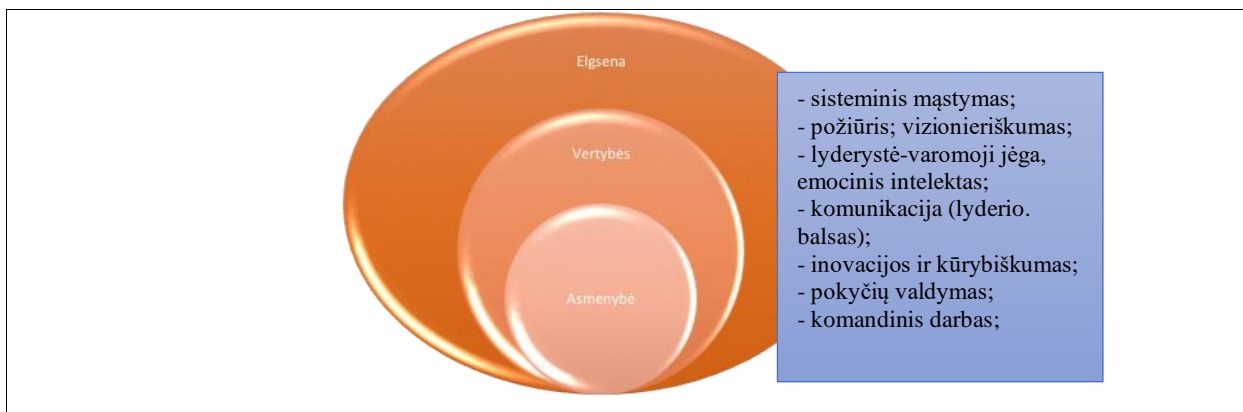 Elgsena
Vertybės
Asmenybė
- sisteminis mąstymas;
- požiūris; vizionieriškumas;
- lyderystė-varomoji jėga,
emocinis intelektas;
- komunikacija (lyderio.
balsas);
- inovacijos ir kūrybiškumas;
- pokyčių valdymas;
- komandinis darbas;